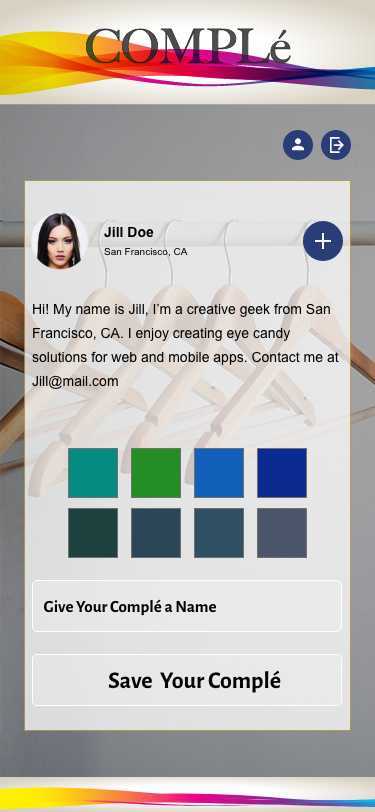 COMPLé
Jill Doe
San Francisco, CA
Hi! My name is Jill, I'm a creative geek from San
Francisco, CA. I enjoy creating eye candy
solutions for web and mobile apps. Contact me at
Jill@mail.com
Give Your Complé a Name
Save Your Complé